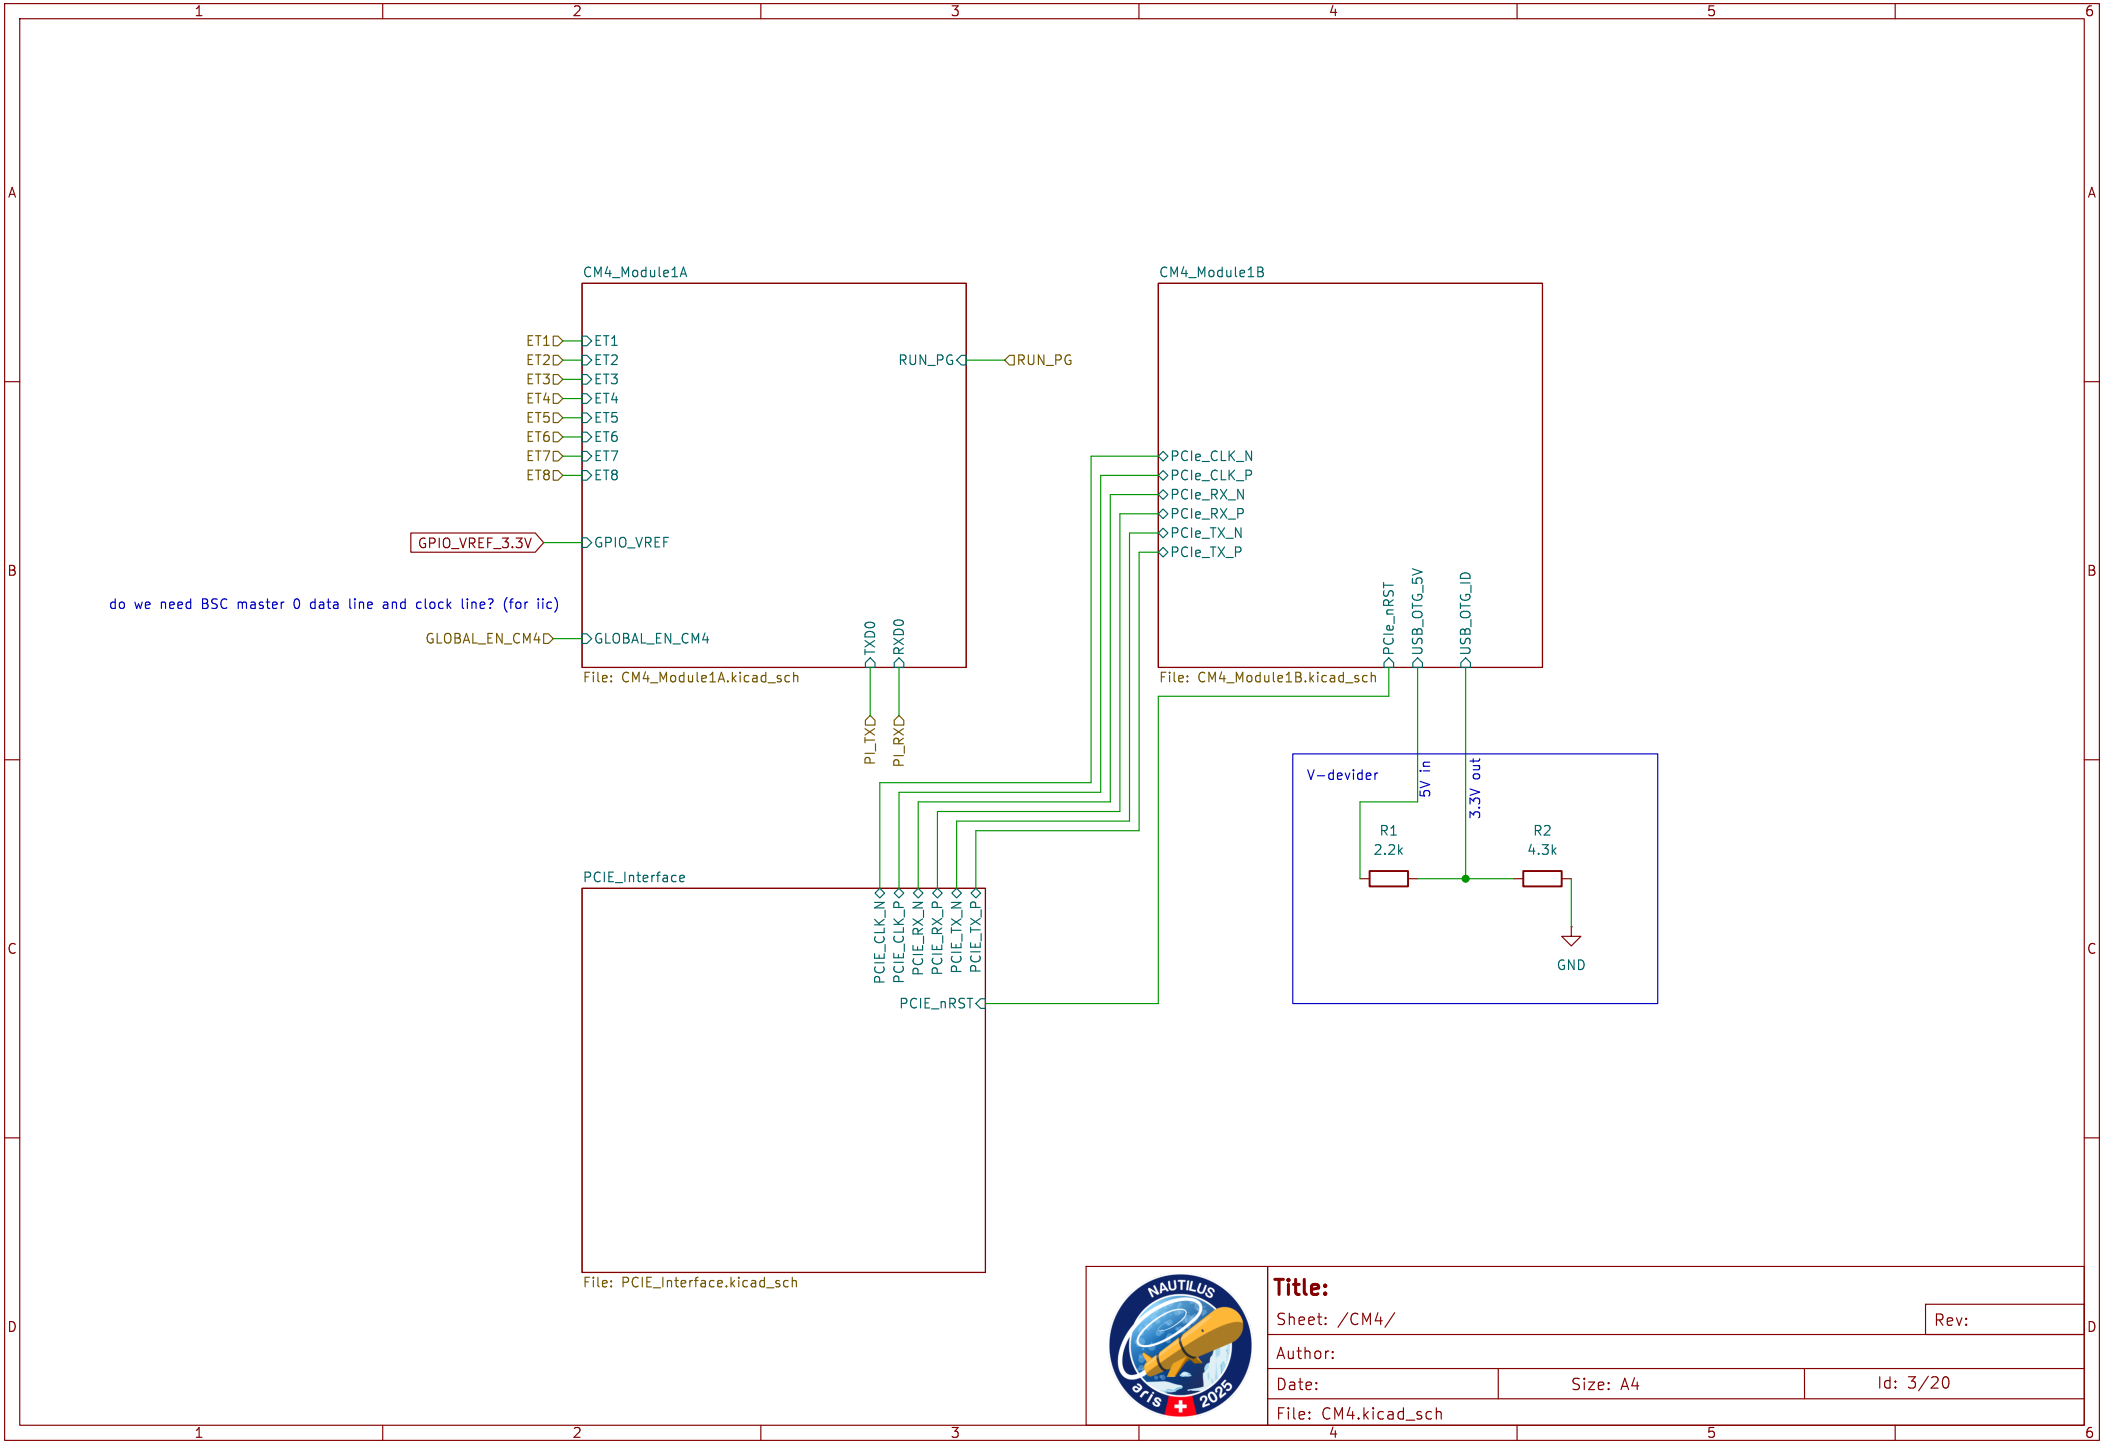 1 2 3 4 5 6
A A
CM4_Module1A
CM4_Module1B
ET1 ET1
ET2 ET2
RUN_PG RUN_PG
ET3 ET3
ET4 ET4
ET5 ET5
ET6 ET6
ET7 ET7
ET8 ET8
PCIe_CLK_N
PCIe_CLK_P
PCIe_RX_N
PCIe_RX_P
PCIe_TX_N
PCIe_TX_P
GPIO_VREF_3.3V GPIO_VREF
B B
do we need BSC master 0 data line and clock line? (for iic)
GLOBAL_EN_CM4 GLOBAL_EN_CM4
TXD0
RXD0
PCIe_nRST
USB_OTG_5V
USB_OTG_ID
File: CM4_Module1A.kicad_sch
File: CM4_Module1B.kicad_sch
PI_TX
PI_RX
V-devider
5V in
3.3V out
R1
2.2k
R2
4.3k
GND
C C
PCIE_Interface
PCIE_CLK_N
PCIE_CLK_P
PCIE_RX_N
PCIE_RX_P
PCIE_TX_N
PCIE_TX_P
PCIE_nRST
File: PCIE_Interface.kicad_sch
D D
NAUTILUS
aris 2025
Title:
Sheet: /CM4/
Rev:
Author:
Date:
Size: A4
Id: 3/20
File: CM4.kicad_sch
1 2 3 4 5 6